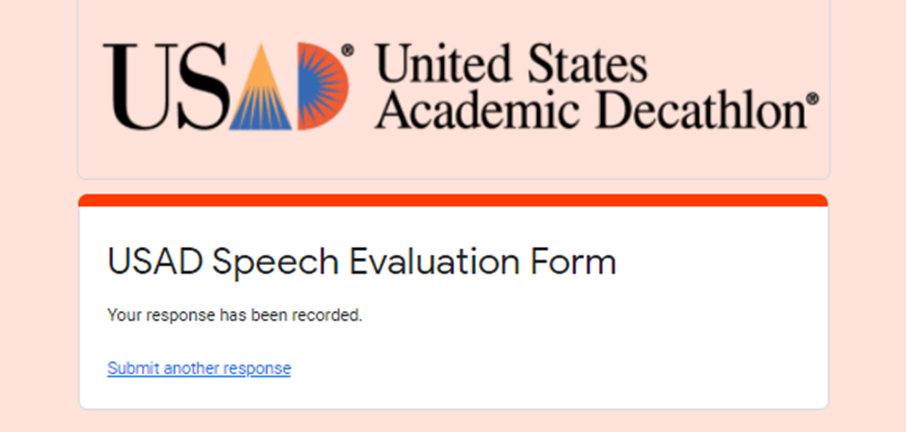 USAD® United States
Academic Decathlon®
USAD Speech Evaluation Form
Your response has been recorded.
Submit another response